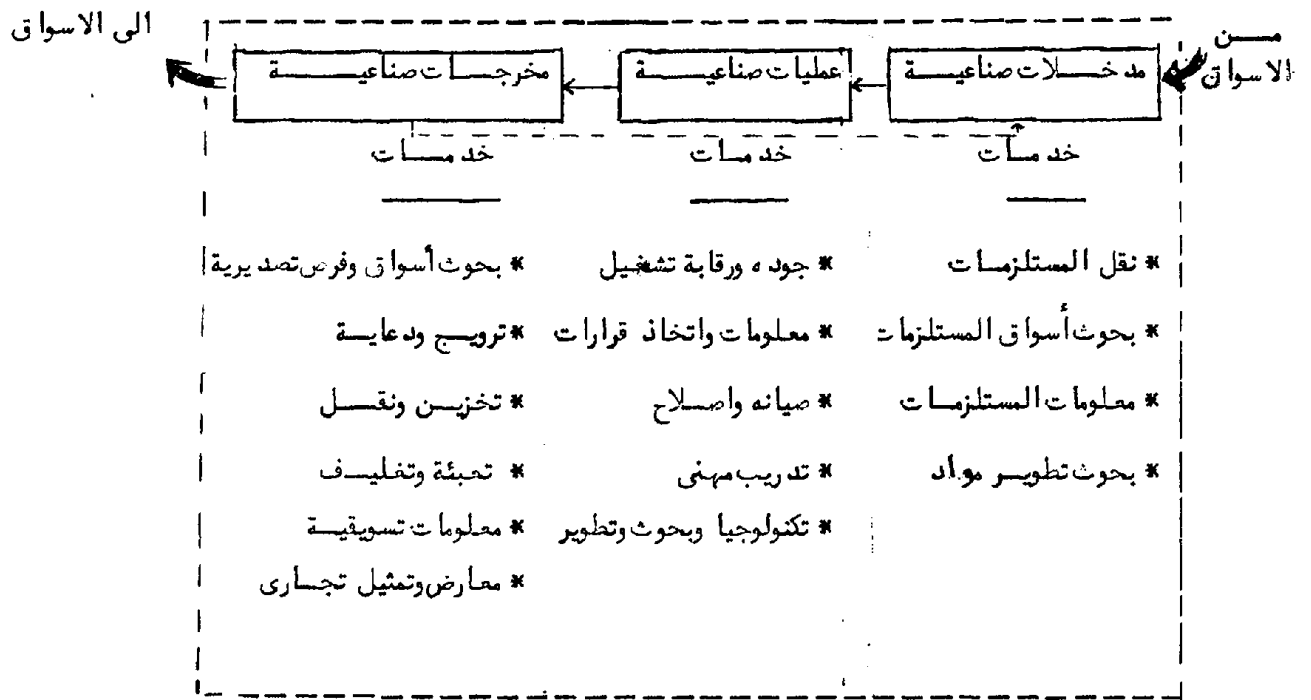 من
الاسواق
الى الاسواق
مدخلات صناعية
عمليات صناعية
مخرجات صناعية
خدمات
خدمات
خدمات
* نقل المستلزمات
* بحوث أسواق المستلزمات
* معلومات المستلزمات
* بحوث تطوير مواد
* جوده ورقابة تشغيل
* معلومات واتخاذ قرارات
* صيانه واصلاح
* تدريب مهنى
* تكنولوجيا وبحوث وتطوير
* بحوث أسواق وفرص تصديرية
* ترويج ودعاية
* تخزين ونقل
* تعبئة وتغليف
* معلومات تسويقية
* معارض وتمثيل تجارى